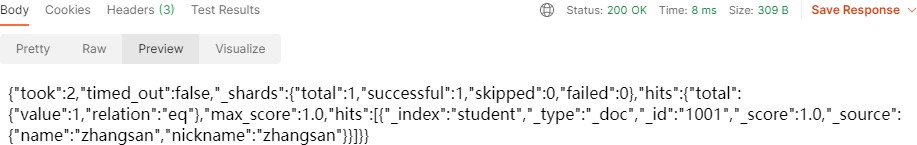 Body Cookies Headers (3) Test Results Status: 200 OK Time: 8 ms Size: 309 B Save Response
Pretty Raw Preview Visualize
{"took":2,"timed_out":false,"_shards":{"total":1,"successful":1,"skipped":0,"failed":0},"hits":{"total":
{"value":1,"relation":"eq"},"max_score":1.0,"hits":[{"_index":"student","_type":"_doc","_id":"1001","_score":1.0,"_source":
{"name":"zhangsan","nickname":"zhangsan"}}]}}